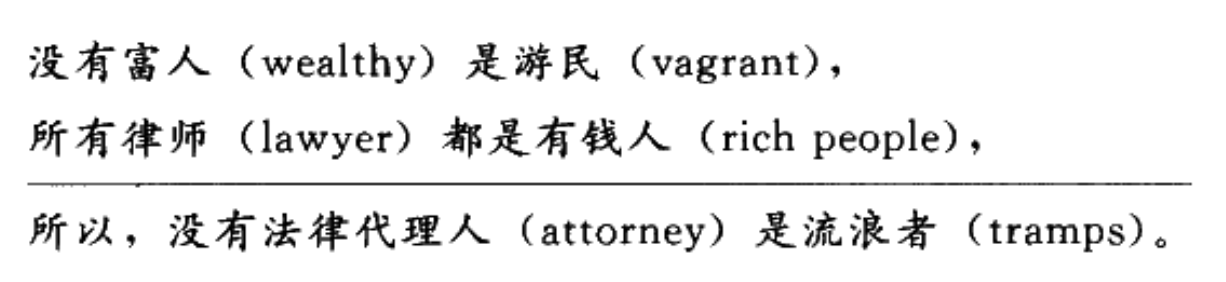 没有富人（wealthy）是游民（vagrant），
所有律师（lawyer）都是有钱人（rich people），
所以，没有法律代理人（attorney）是流浪者（tramps）。